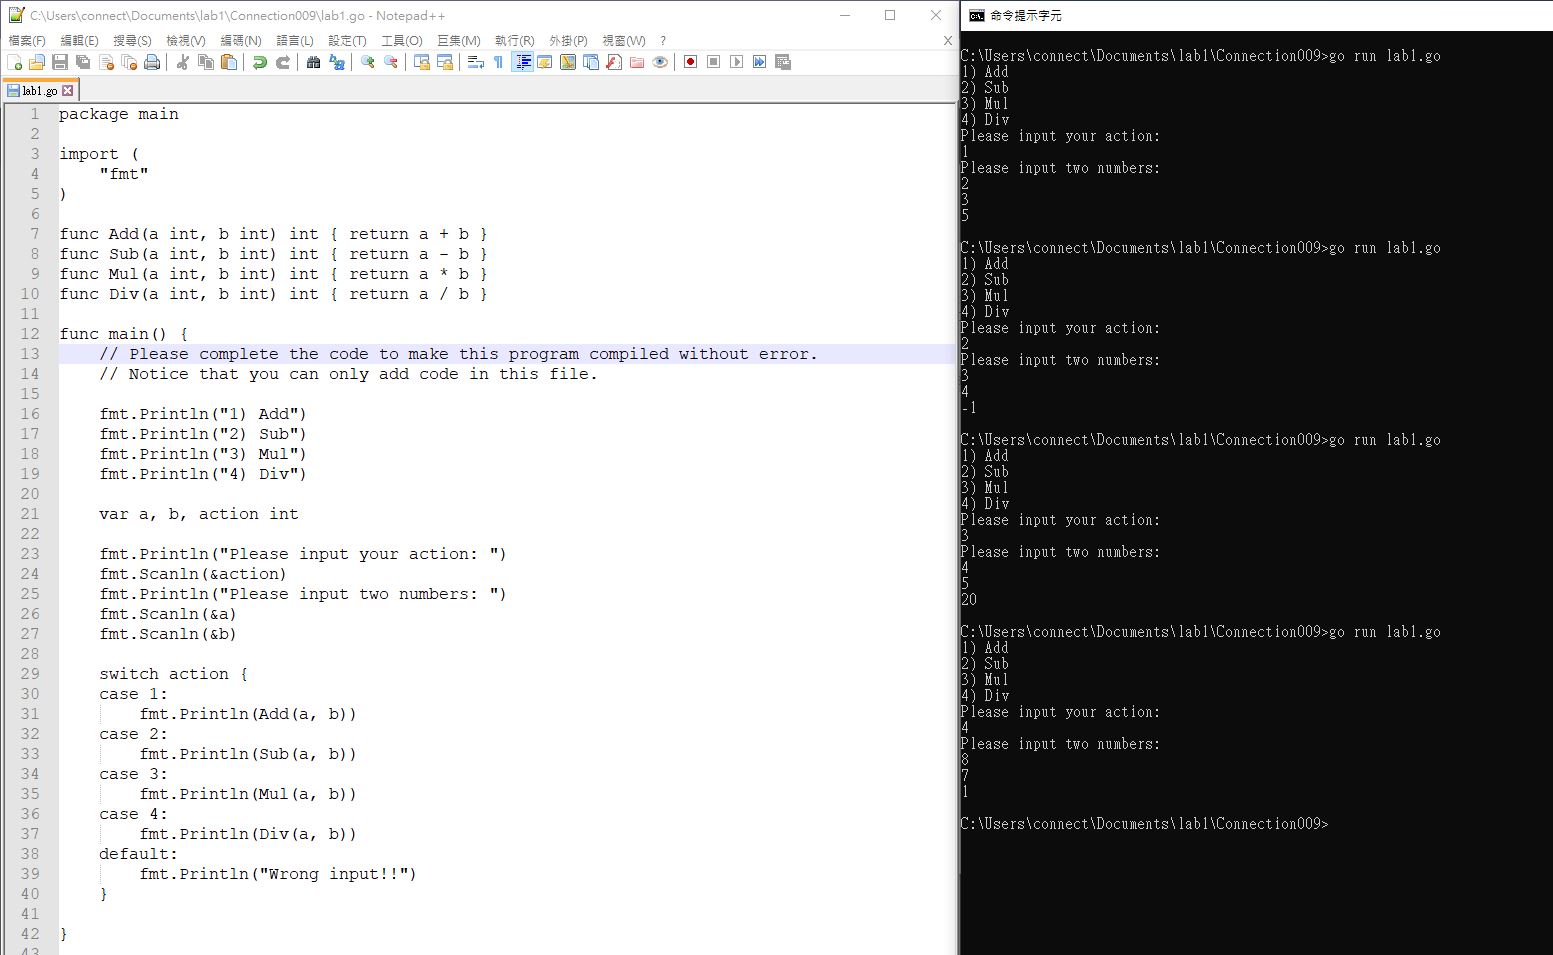 C:\Users\connect\Documents\lab1\Connection009\lab1.go - Notepad++
檔案(F) 編輯(E) 搜尋(S) 檢視(V) 編碼(N) 語言(L) 設定(T) 工具(O) 巨集(M) 執行(R) 外掛(P) 視窗(W) ? X
lab1.go
1 package main
2
3 import (
4 "fmt"
5 )
6
7 func Add(a int, b int) int { return a + b }
8 func Sub(a int, b int) int { return a - b }
9 func Mul(a int, b int) int { return a * b }
10 func Div(a int, b int) int { return a / b }
11
12 func main() {
13 // Please complete the code to make this program compiled without error.
14 // Notice that you can only add code in this file.
15
16 fmt.Println("1) Add")
17 fmt.Println("2) Sub")
18 fmt.Println("3) Mul")
19 fmt.Println("4) Div")
20
21 var a, b, action int
22
23 fmt.Println("Please input your action: ")
24 fmt.Scanln(&action)
25 fmt.Println("Please input two numbers: ")
26 fmt.Scanln(&a)
27 fmt.Scanln(&b)
28
29 switch action {
30 case 1:
31 fmt.Println(Add(a, b))
32 case 2:
33 fmt.Println(Sub(a, b))
34 case 3:
35 fmt.Println(Mul(a, b))
36 case 4:
37 fmt.Println(Div(a, b))
38 default:
39 fmt.Println("Wrong input!!")
40 }
41
42 }
43
命令提示字元
C:\Users\connect\Documents\lab1\Connection009>go run lab1.go
1) Add
2) Sub
3) Mul
4) Div
Please input your action:
1
Please input two numbers:
2
3
5
C:\Users\connect\Documents\lab1\Connection009>go run lab1.go
1) Add
2) Sub
3) Mul
4) Div
Please input your action:
2
Please input two numbers:
3
4
-1
C:\Users\connect\Documents\lab1\Connection009>go run lab1.go
1) Add
2) Sub
3) Mul
4) Div
Please input your action:
3
Please input two numbers:
4
5
20
C:\Users\connect\Documents\lab1\Connection009>go run lab1.go
1) Add
2) Sub
3) Mul
4) Div
Please input your action:
4
Please input two numbers:
8
7
1
C:\Users\connect\Documents\lab1\Connection009>